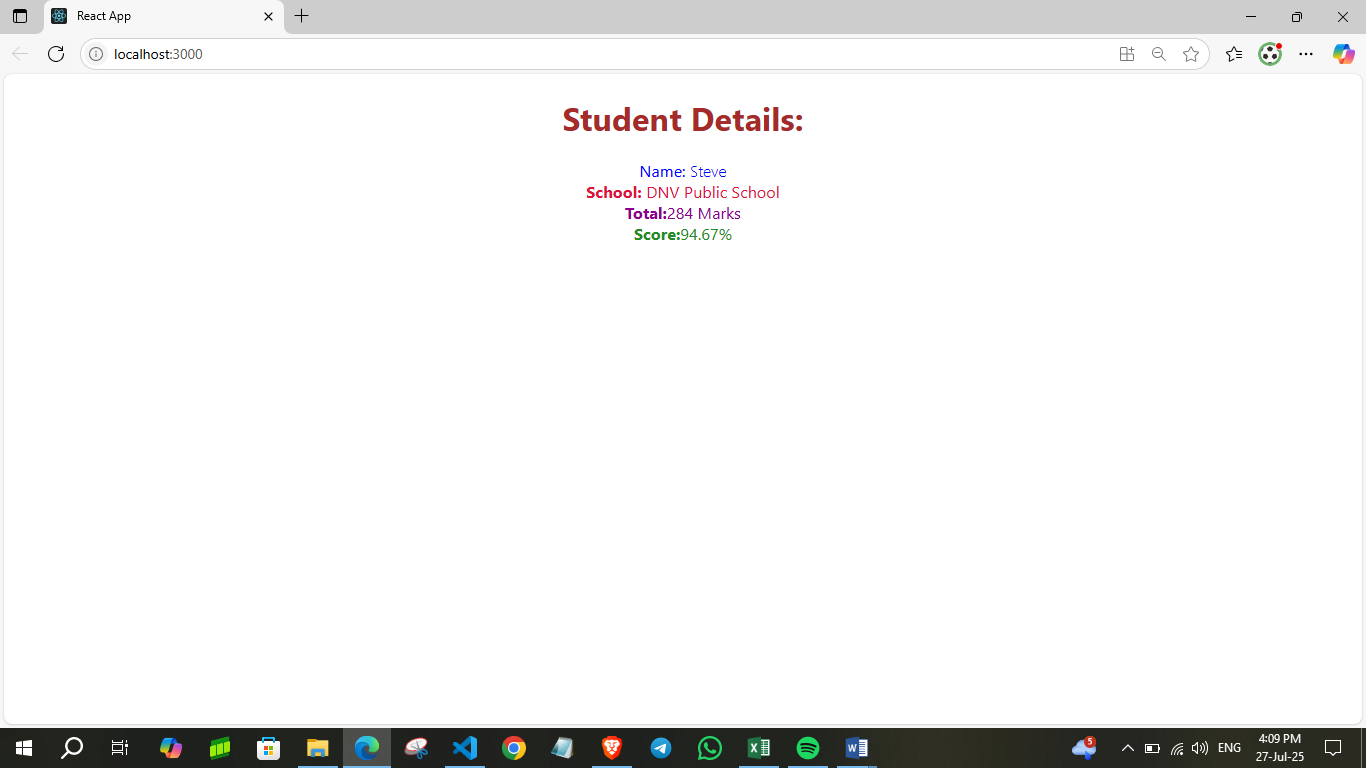 React App
localhost:3000
Student Details:
Name: Steve
School: DNV Public School
Total:284 Marks
Score:94.67%
5
ENG
4:09 PM
27-Jul-25